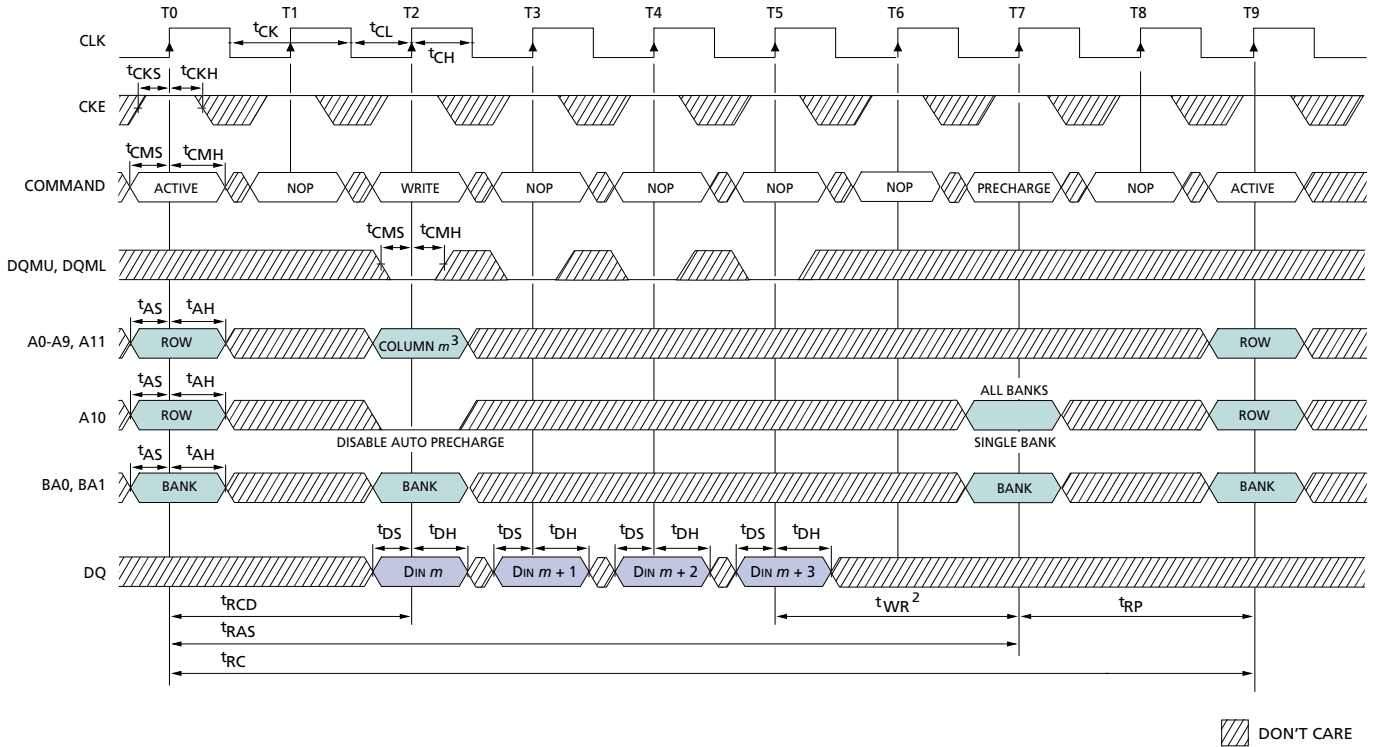 T0 T1 T2 T3 T4 T5 T6 T7 T8 T9
CLK tCK tCL tCH
tCKS tCKH
CKE
tCMS tCMH
COMMAND ACTIVE NOP WRITE NOP NOP NOP NOP PRECHARGE NOP ACTIVE
tCMS tCMH
DQMU, DQML
tAS tAH
A0-A9, A11 ROW COLUMN m3 ROW
tAS tAH ALL BANKS
A10 ROW ROW
DISABLE AUTO PRECHARGE SINGLE BANK
tAS tAH
BA0, BA1 BANK BANK BANK BANK
tDS tDH tDS tDH tDS tDH tDS tDH
DQ DIN m DIN m + 1 DIN m + 2 DIN m + 3
tRCD tWR2 tRP
tRAS
tRC
DON'T CARE